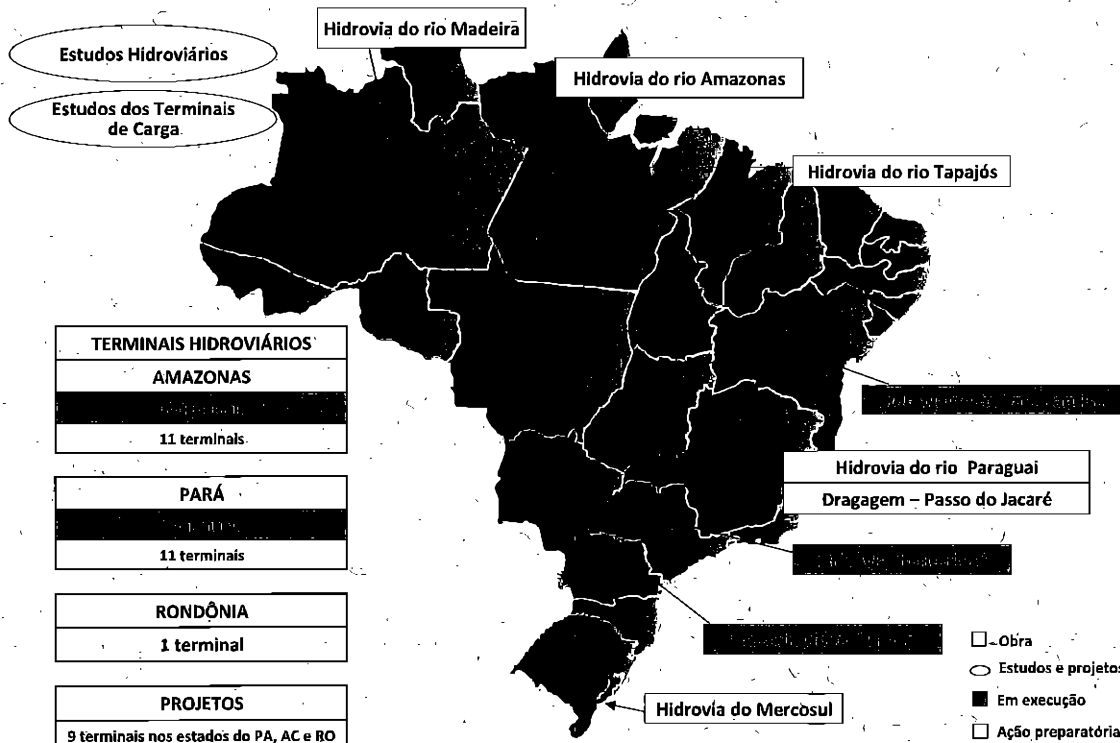 Hidrovia do rio Madeira
Estudos Hidroviários
Hidrovia do rio Amazonas
Estudos dos Terminais
de Carga
Hidrovia do rio Tapajós
TERMINAIS HIDROVIÁRIOS
AMAZONAS
11 terminais
PARÁ
11 terminais
RONDÔNIA
1 terminal
PROJETOS
9 terminais nos estados do PA, AC e RO
Hidrovia do rio Paraguai
Dragagem – Passo do Jacaré
Hidrovia do Mercosul
Obra
Estudos e projetos
Em execução
Ação preparatória